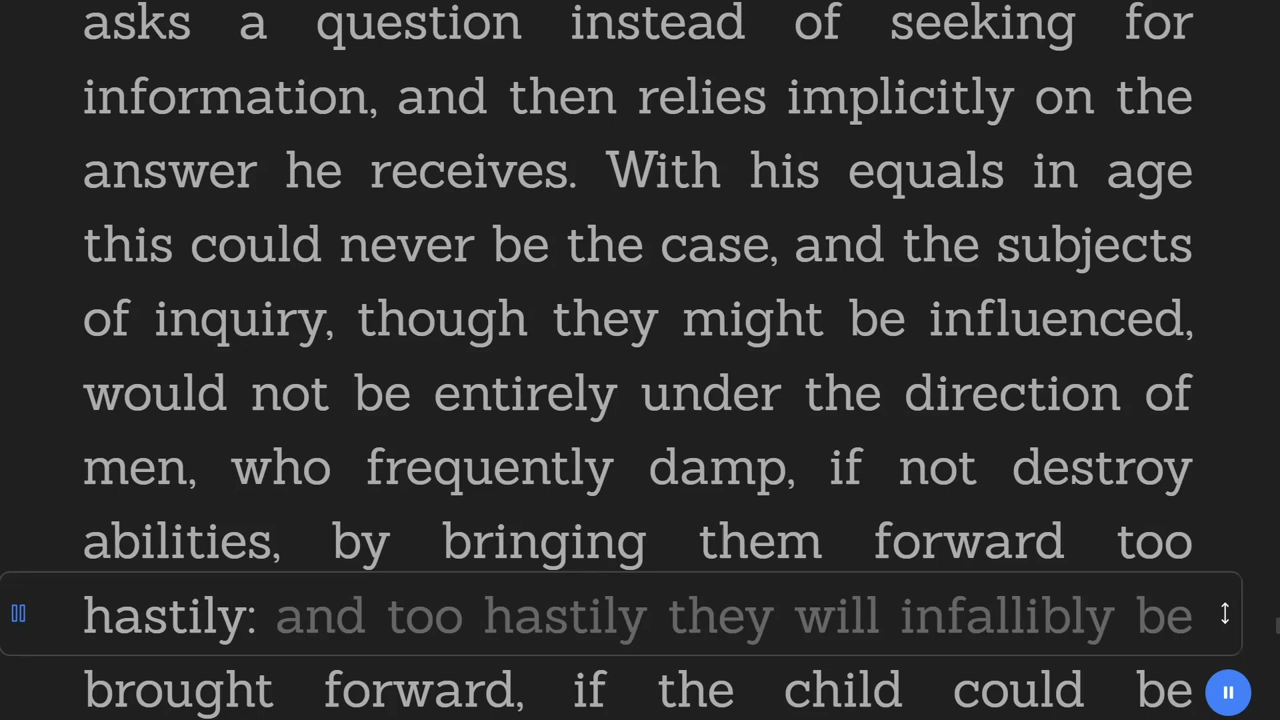 asks a question instead of seeking for
information, and then relies implicitly on the
answer he receives. With his equals in age
this could never be the case, and the subjects
of inquiry, though they might be influenced,
would not be entirely under the direction of
men, who frequently damp, if not destroy
abilities, by bringing them forward too
hastily: and too hastily they will infallibly be
brought forward, if the child could be